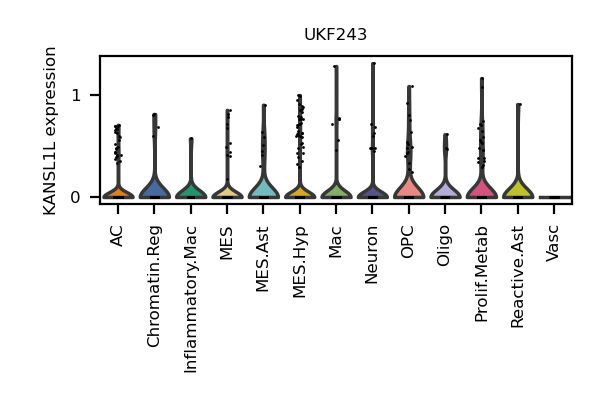 UKF243
KANSL1L expression
1
0
AC
Chromatin.Reg
Inflammatory.Mac
MES
MES.Ast
MES.Hyp
Mac
Neuron
OPC
Oligo
Prolif.Metab
Reactive.Ast
Vasc